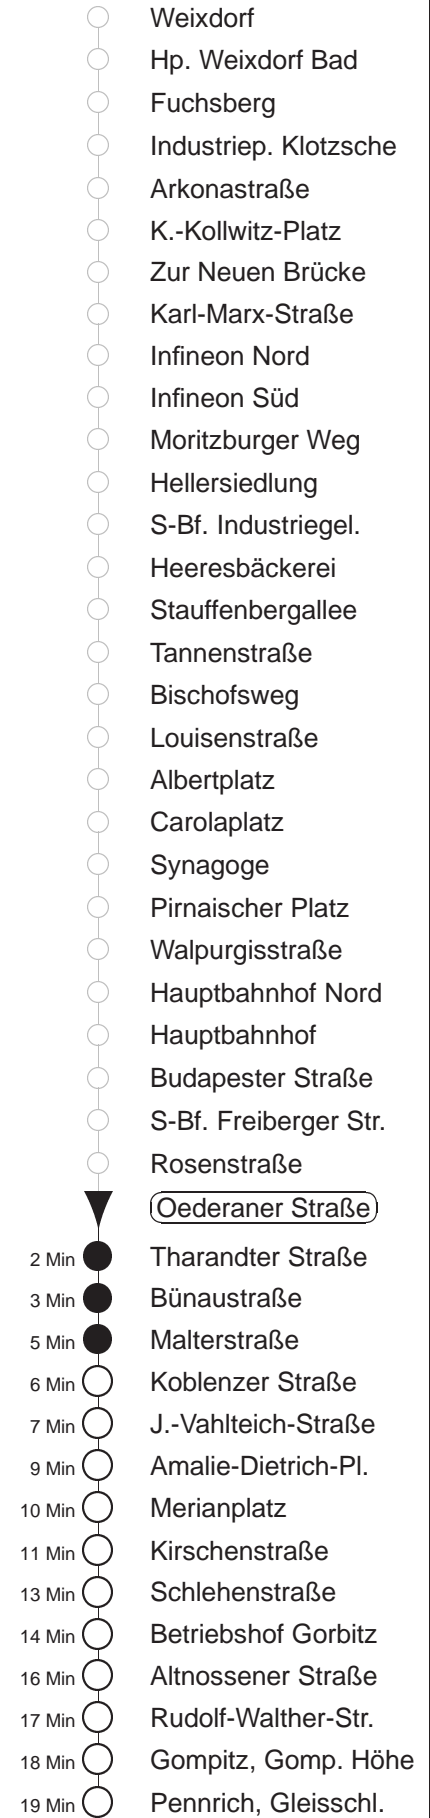 Weixdorf
Hp. Weixdorf Bad
Fuchsberg
Industriep. Klotzsche
Arkonastraße
K.-Kollwitz-Platz
Zur Neuen Brücke
Karl-Marx-Straße
Infineon Nord
Infineon Süd
Moritzburger Weg
Hellersiedlung
S-Bf. Industriegel.
Heeresbäckerei
Stauffenbergallee
Tannenstraße
Bischofsweg
Louisenstraße
Albertplatz
Carolaplatz
Synagoge
Pirnaischer Platz
Walpurgisstraße
Hauptbahnhof Nord
Hauptbahnhof
Budapester Straße
S-Bf. Freiberger Str.
Rosenstraße
Oederaner Straße
2 Min Tharandter Straße
3 Min Bünaustraße
5 Min Malterstraße
6 Min Koblenzer Straße
7 Min J.-Vahlteich-Straße
9 Min Amalie-Dietrich-Pl.
10 Min Merianplatz
11 Min Kirschenstraße
13 Min Schlehenstraße
14 Min Betriebshof Gorbitz
16 Min Altnossener Straße
17 Min Rudolf-Walther-Str.
18 Min Gompitz, Gomp. Höhe
19 Min Pennrich, Gleisschl.